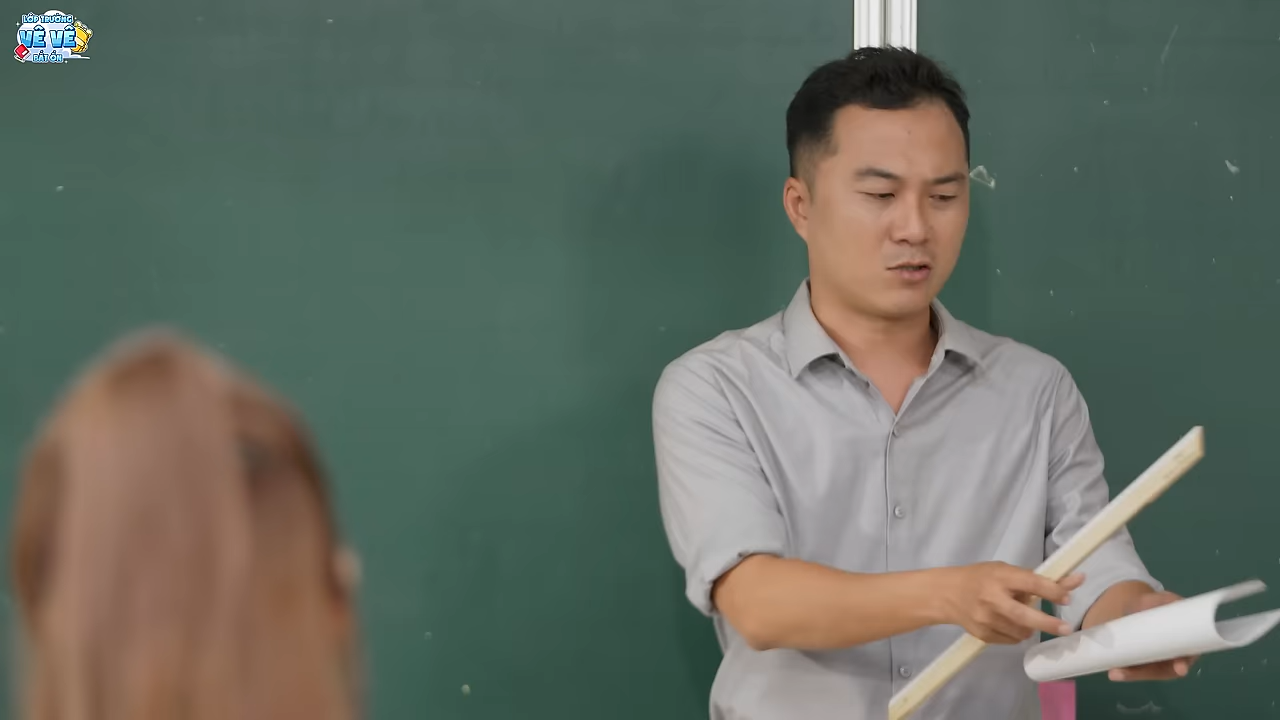 LỚP TRƯỞNG
VÊ VÊ
BẤT ỔN